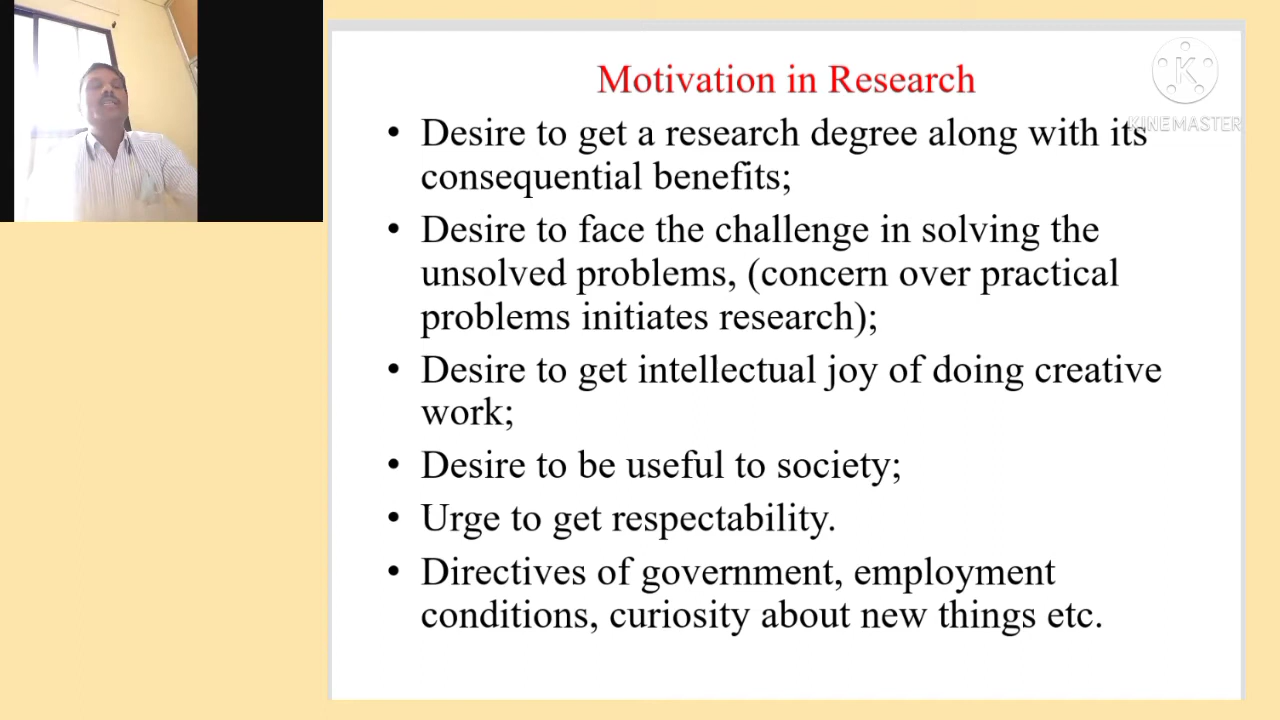 Motivation in Research
K
KINEMASTER
• Desire to get a research degree along with its
consequential benefits;
• Desire to face the challenge in solving the
unsolved problems, (concern over practical
problems initiates research);
• Desire to get intellectual joy of doing creative
work;
• Desire to be useful to society;
• Urge to get respectability.
• Directives of government, employment
conditions, curiosity about new things etc.